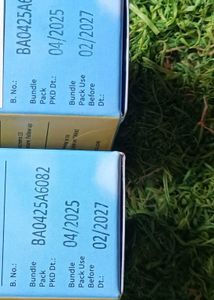 B. No.: BA0425A6
Bundle Pack PKD Dt.: 04/2025
Bundle Pack Use Before Dt.: 02/2027
B. No.: BA0425A6082
Bundle Pack PKD Dt.: 04/2025
Bundle Pack Use Before Dt.: 02/2027